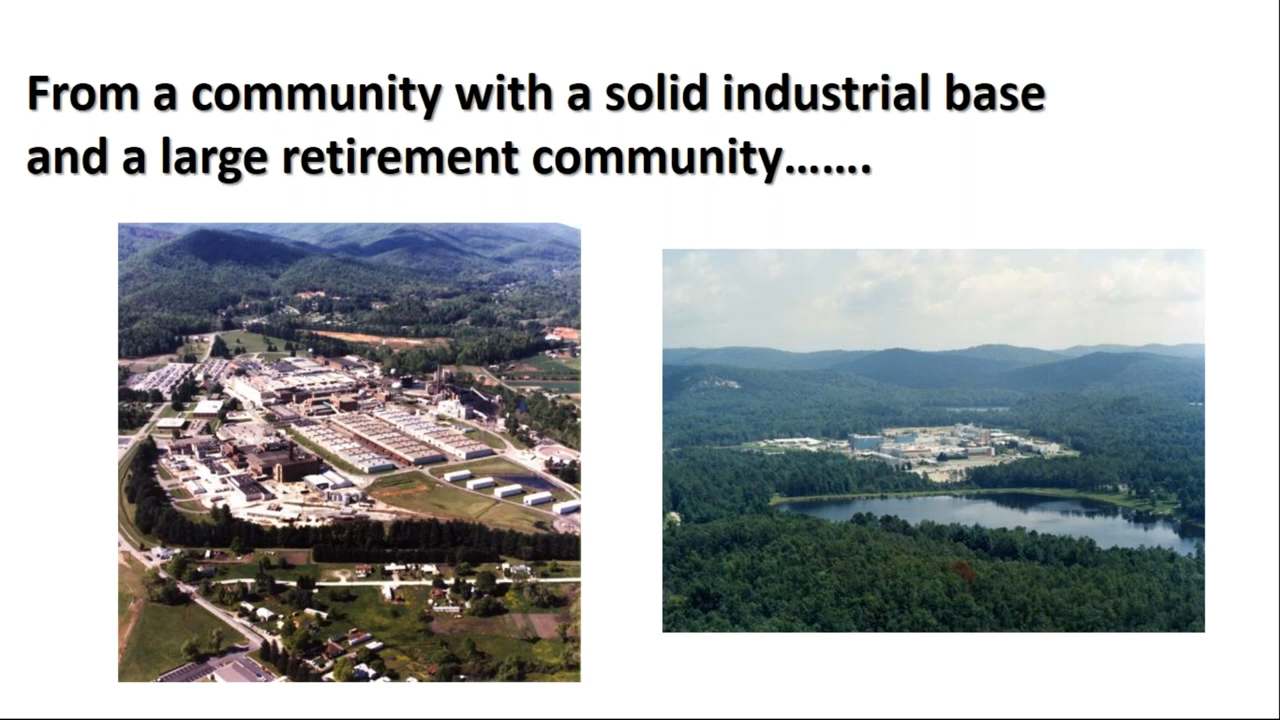 From a community with a solid industrial base
and a large retirement community…….